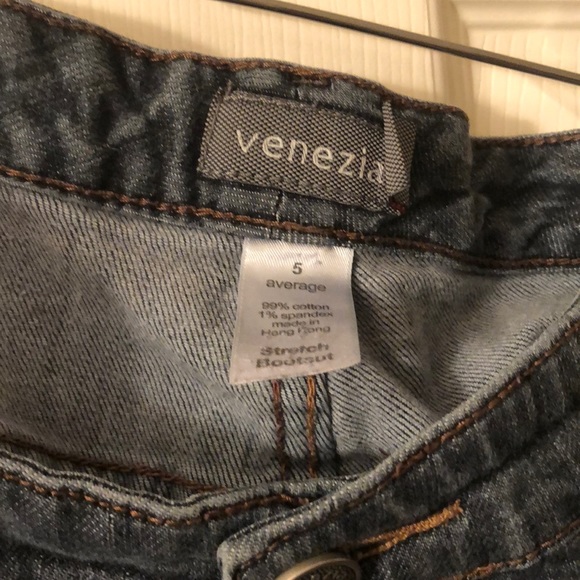 venezia
5
average
99% cotton
1% spandex
made in
Hong Kong
Stretch
Bootcut